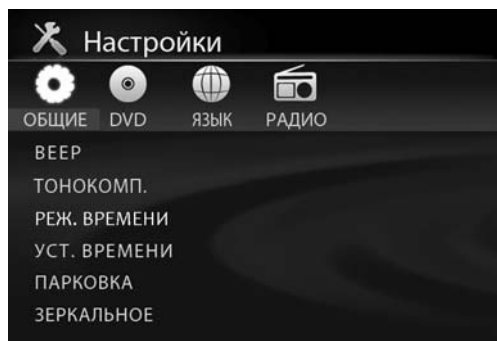 Настройки
ОБЩИЕ DVD ЯЗЫК РАДИО
BEEP
ТОНОКОМП.
РЕЖ. ВРЕМЕНИ
УСТ. ВРЕМЕНИ
ПАРКОВКА
ЗЕРКАЛЬНОЕ